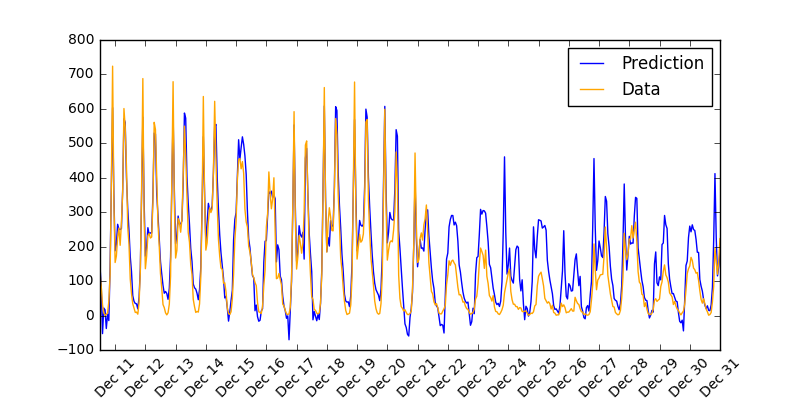 800
700
600
500
400
300
200
100
0
−100
Prediction
Data
Dec 11
Dec 12
Dec 13
Dec 14
Dec 15
Dec 16
Dec 17
Dec 18
Dec 19
Dec 20
Dec 21
Dec 22
Dec 23
Dec 24
Dec 25
Dec 26
Dec 27
Dec 28
Dec 29
Dec 30
Dec 31